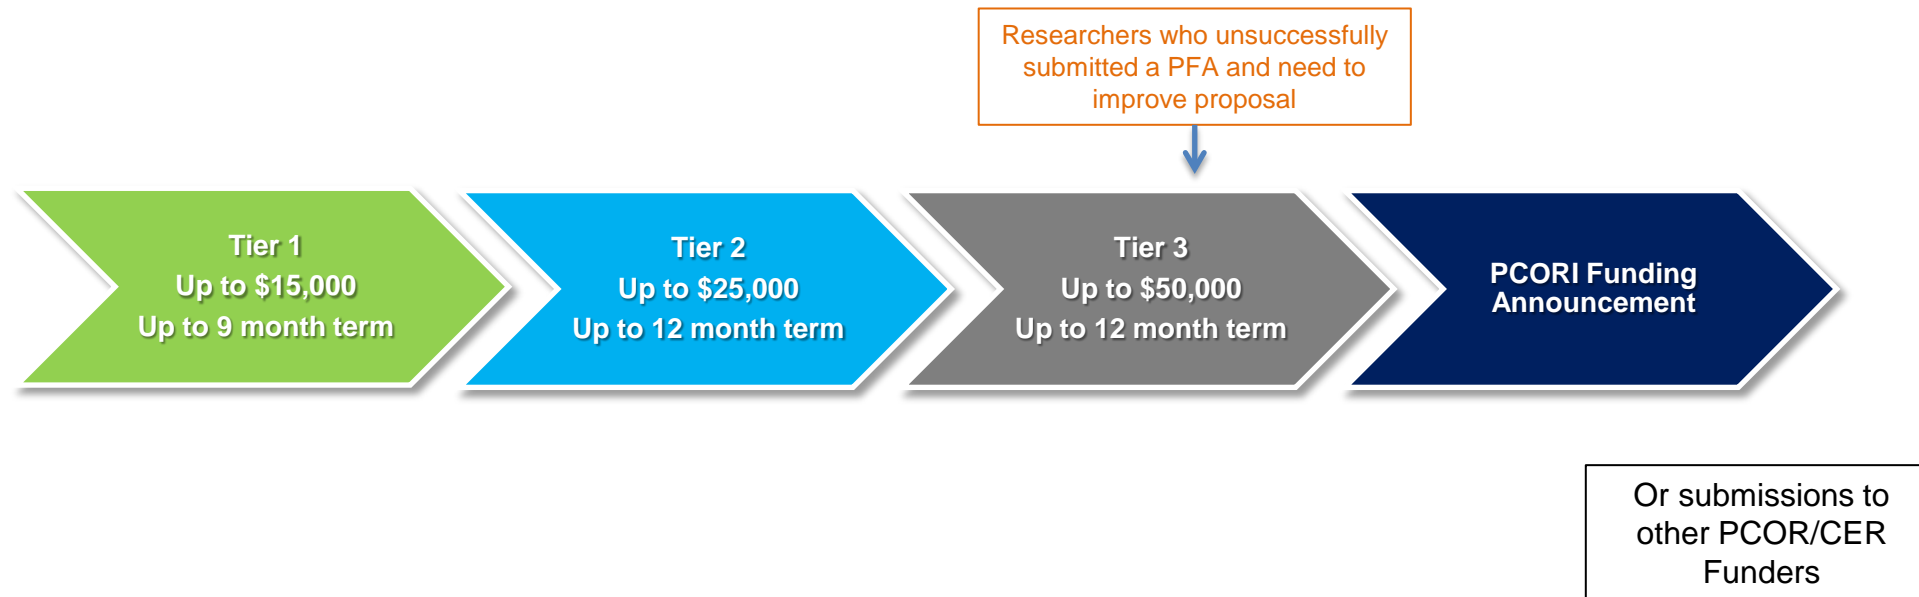 Researchers who unsuccessfully
submitted a PFA and need to
improve proposal
Tier 1
Up to $15,000
Up to 9 month term
Tier 2
Up to $25,000
Up to 12 month term
Tier 3
Up to $50,000
Up to 12 month term
PCORI Funding
Announcement
Or submissions to
other PCOR/CER
Funders